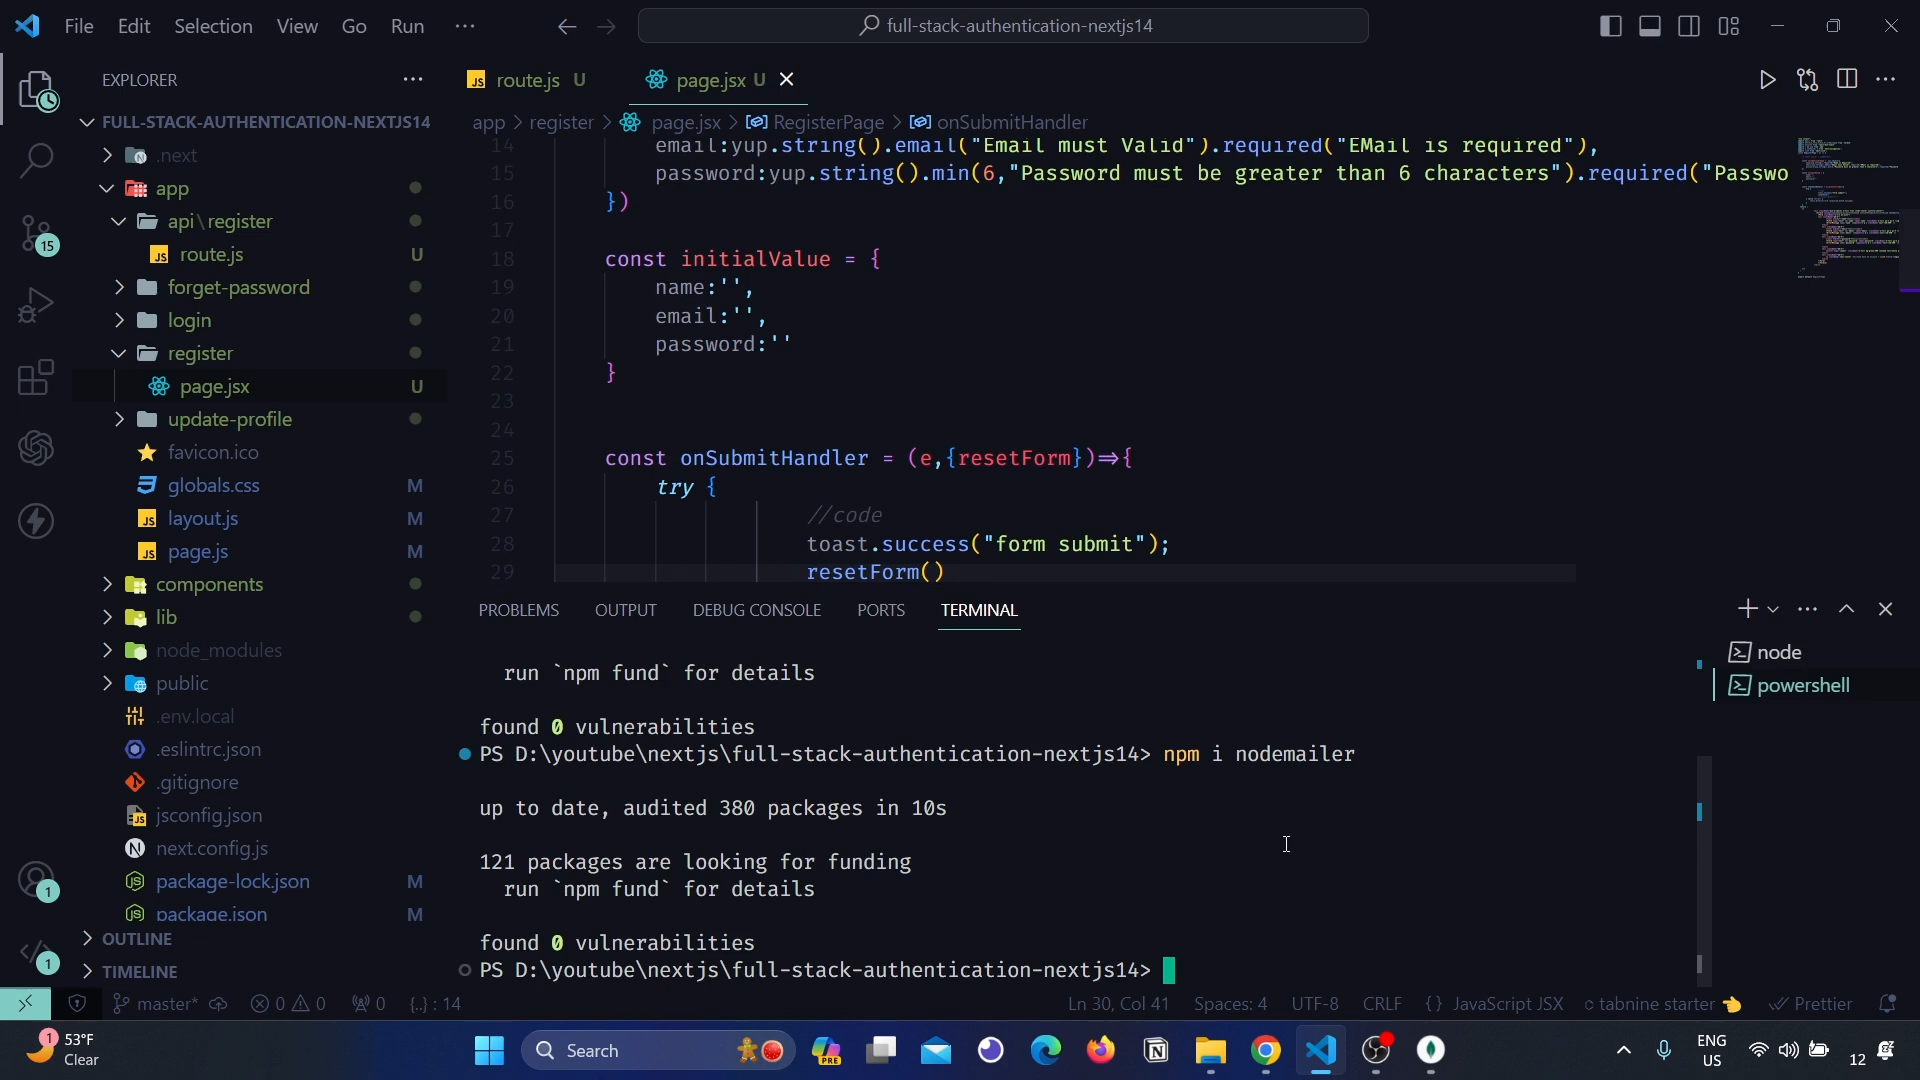 File Edit Selection View Go Run ···
full-stack-authentication-nextjs14
EXPLORER ···
JS route.js U
page.jsx U
FULL-STACK-AUTHENTICATION-NEXTJS14
app > register > page.jsx > RegisterPage > onSubmitHandler
.next
app
api\register
JS route.js U
forget-password
login
register
page.jsx U
update-profile
favicon.ico
globals.css M
JS layout.js M
JS page.js M
components
lib
node_modules
public
.env.local
.eslintrc.json
.gitignore
jsconfig.json
next.config.js
package-lock.json M
package.json M
OUTLINE
TIMELINE
15
1
1
14 email:yup.string().email("Email must Valid").required("EMail is required"),
15 password:yup.string().min(6,"Password must be greater than 6 characters").required("Passwo
16 })
17
18 const initialValue = {
19 name:'',
20 email:'',
21 password:''
22 }
23
24
25 const onSubmitHandler = (e,{resetForm})=>{
26 try {
27 //code
28 toast.success("form submit");
29 resetForm()
PROBLEMS OUTPUT DEBUG CONSOLE PORTS TERMINAL
node
powershell
run `npm fund` for details
found 0 vulnerabilities
PS D:\youtube\nextjs\full-stack-authentication-nextjs14> npm i nodemailer
up to date, audited 380 packages in 10s
121 packages are looking for funding
run `npm fund` for details
found 0 vulnerabilities
PS D:\youtube\nextjs\full-stack-authentication-nextjs14>
master* 0 0 0 {..} : 14 Ln 30, Col 41 Spaces: 4 UTF-8 CRLF {} JavaScript JSX tabnine starter Prettier
1 53°F
Clear
Search
PRE
ENG
US
12